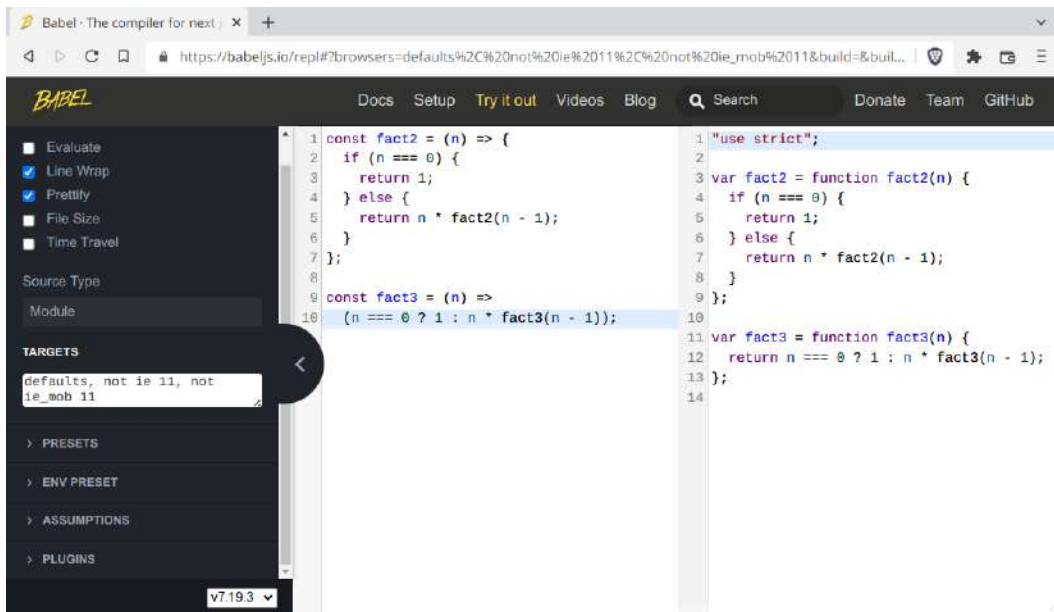 Babel · The compiler for next
https://babeljs.io/repl#?browsers=defaults%2C%20not%20ie%2011%2C%20not%20ie_mob%2011&build=&buil...
BABEL
Docs Setup Try it out Videos Blog Search Donate Team GitHub
Evaluate
Line Wrap
Prettify
File Size
Time Travel
Source Type
Module
TARGETS
defaults, not ie 11, not
ie_mob 11
PRESETS
ENV PRESET
ASSUMPTIONS
PLUGINS
v7.19.3
1 const fact2 = (n) => {
2 if (n === 0) {
3 return 1;
4 } else {
5 return n * fact2(n - 1);
6 }
7 };
8
9 const fact3 = (n) =>
10 (n === 0 ? 1 : n * fact3(n - 1));
1 "use strict";
2
3 var fact2 = function fact2(n) {
4 if (n === 0) {
5 return 1;
6 } else {
7 return n * fact2(n - 1);
8 }
9 };
10
11 var fact3 = function fact3(n) {
12 return n === 0 ? 1 : n * fact3(n - 1);
13 };
14